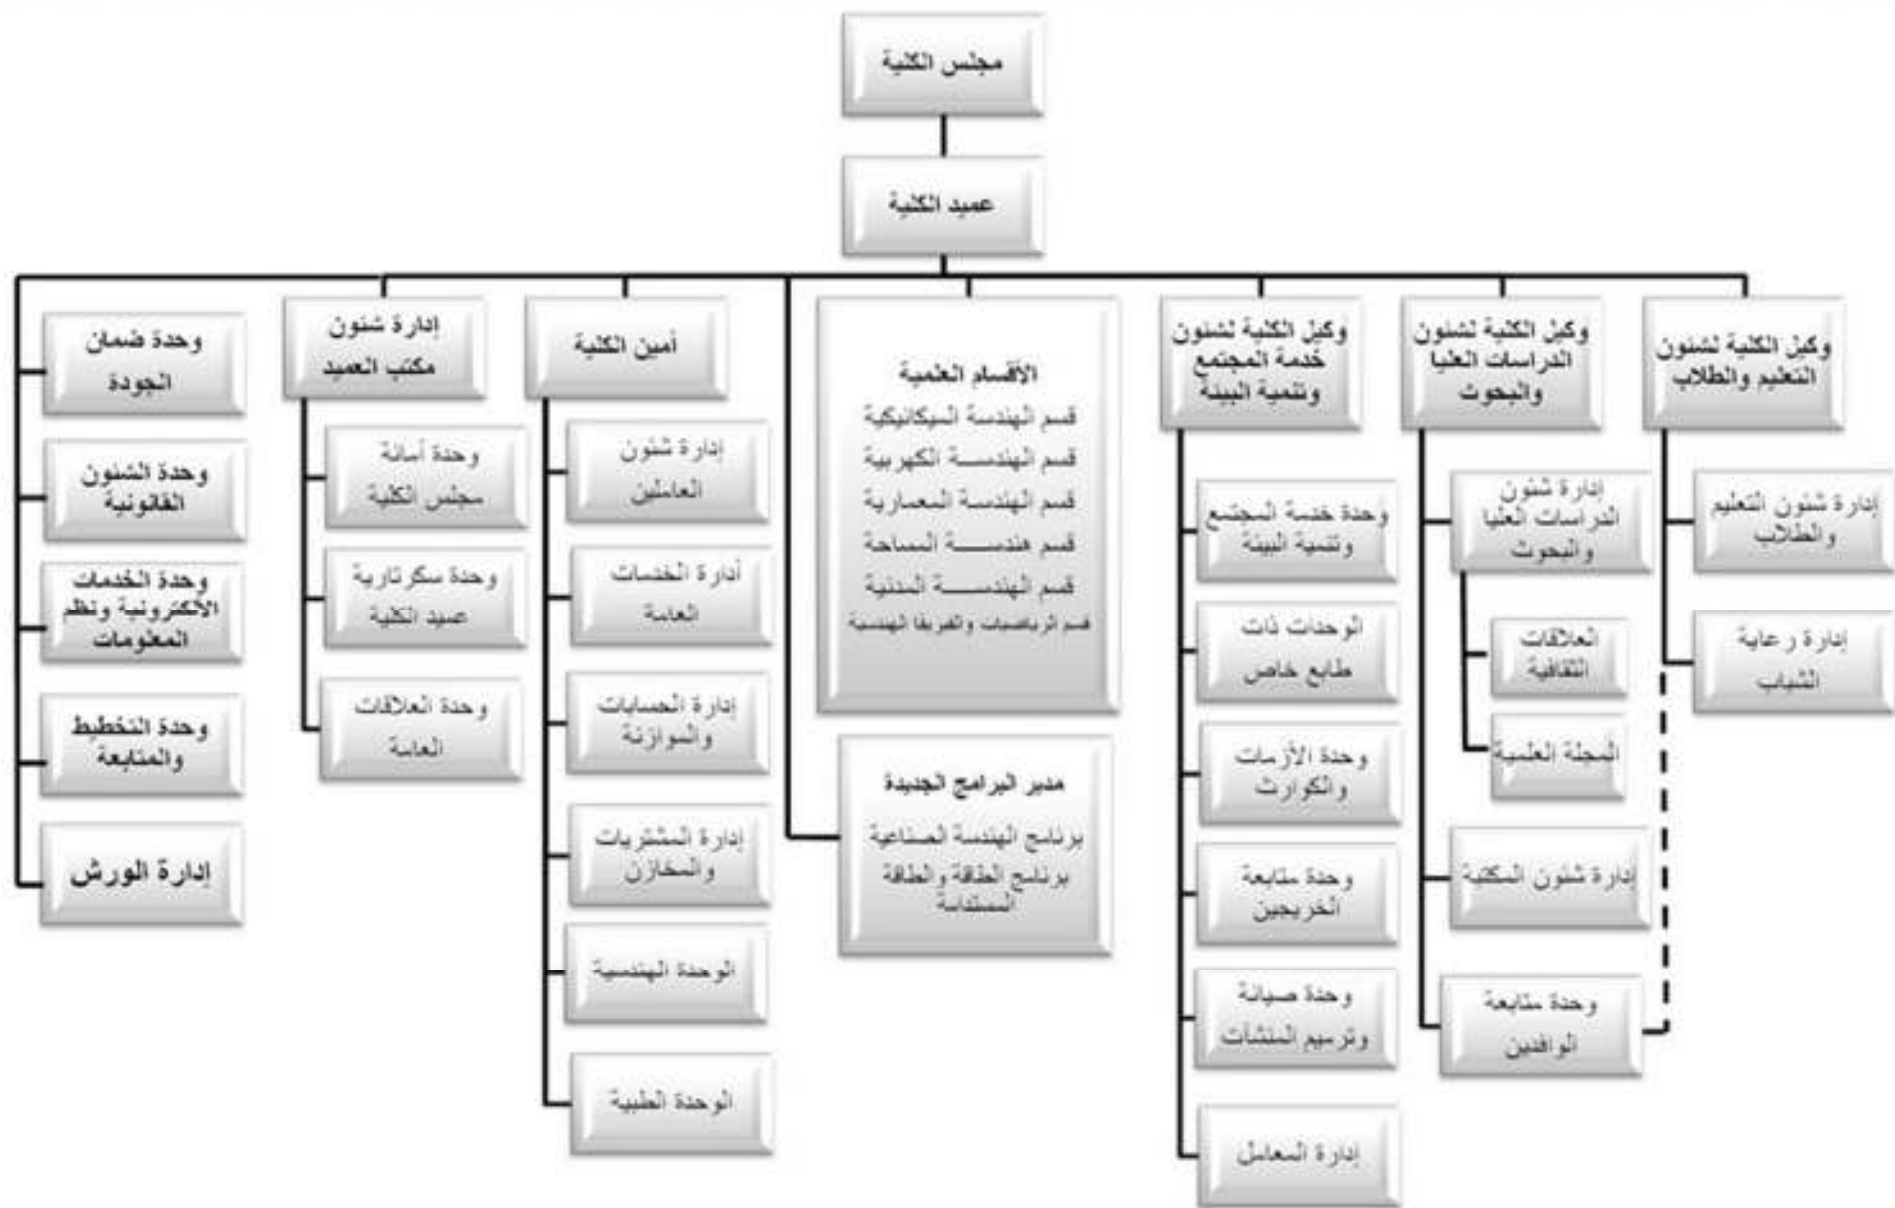 مجلس الكلية
عميد الكلية
وكيل الكلية لشئون
التعليم والطلاب
إدارة شئون التعليم
والطلاب
إدارة رعاية
الشباب
وكيل الكلية لشئون
الدراسات العليا
والبحوث
إدارة شئون
الدراسات العليا
والبحوث
العلاقات
الثقافية
المجلة العلمية
إدارة شئون المكتبة
وحدة متابعة
الوافدين
وكيل الكلية لشئون
خدمة المجتمع
وتنمية البيئة
وحدة خدمة المجتمع
وتنمية البيئة
الوحدات ذات
طابع خاص
وحدة الأزمات
والكوارث
وحدة متابعة
الخريجين
وحدة صيانة
وترميم المنشآت
إدارة المعامل
الأقسام العلمية
قسم الهندسة الميكانيكية
قسم الهندســـة الكهربية
قسم الهندسة المعمارية
قسم هندســــة المساحة
قسم الهندســــة المدنية
قسم الرياضيات والفيزيقا الهندسية
مدير البرامج الجديدة
برنامج الهندسة الصناعية
برنامج الطاقة والطاقة
المستدامة
أمين الكلية
إدارة شئون
العاملين
أدارة الخدمات
العامة
إدارة الحسابات
والموازنة
إدارة المشتريات
والمخازن
الوحدة الهندسية
الوحدة الطبية
إدارة شئون
مكتب العميد
وحدة أمانة
مجلس الكلية
وحدة سكرتارية
عميد الكلية
وحدة العلاقات
العامة
وحدة ضمان
الجودة
وحدة الشئون
القانونية
وحدة الخدمات
الألكترونية ونظم
المعلومات
وحدة التخطيط
والمتابعة
إدارة الورش